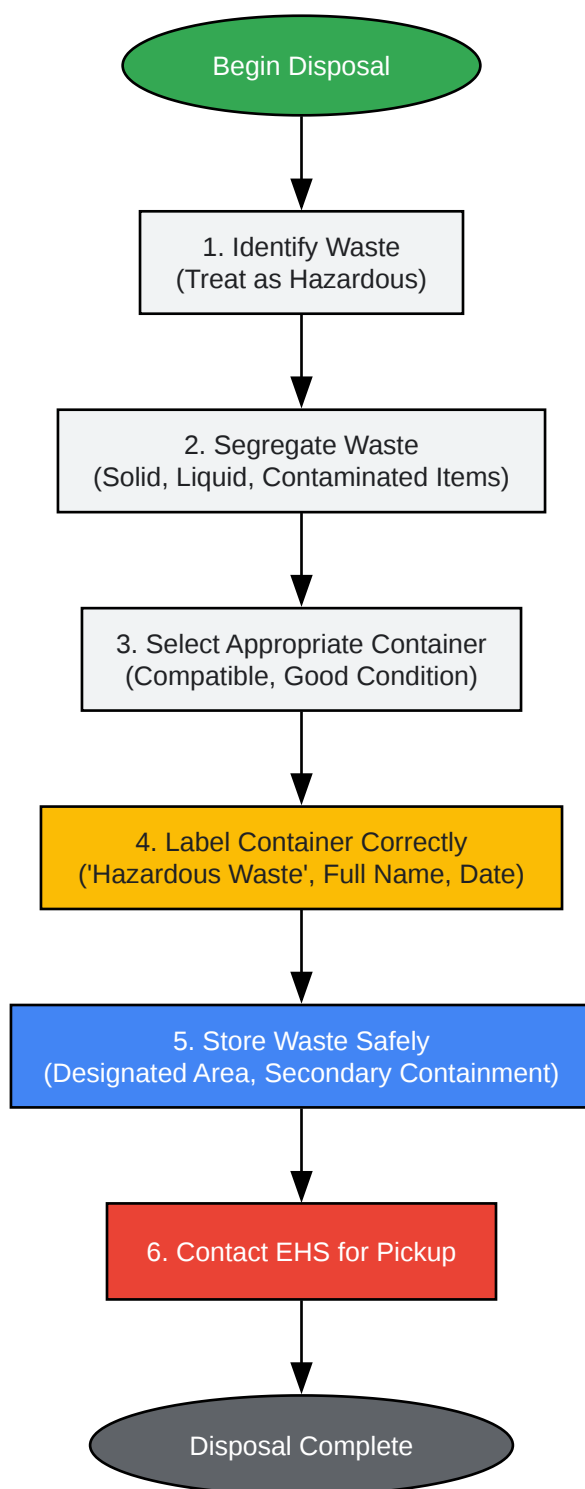 Begin Disposal
1. Identify Waste
(Treat as Hazardous)
2. Segregate Waste
(Solid, Liquid, Contaminated Items)
3. Select Appropriate Container
(Compatible, Good Condition)
4. Label Container Correctly
('Hazardous Waste', Full Name, Date)
5. Store Waste Safely
(Designated Area, Secondary Containment)
6. Contact EHS for Pickup
Disposal Complete